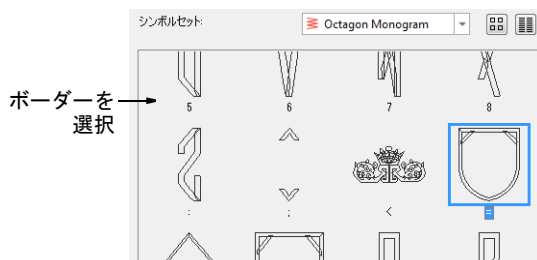 シンボルセット:
Octagon Monogram
ボーダーを
選択
5 6 7 8
: ; < =